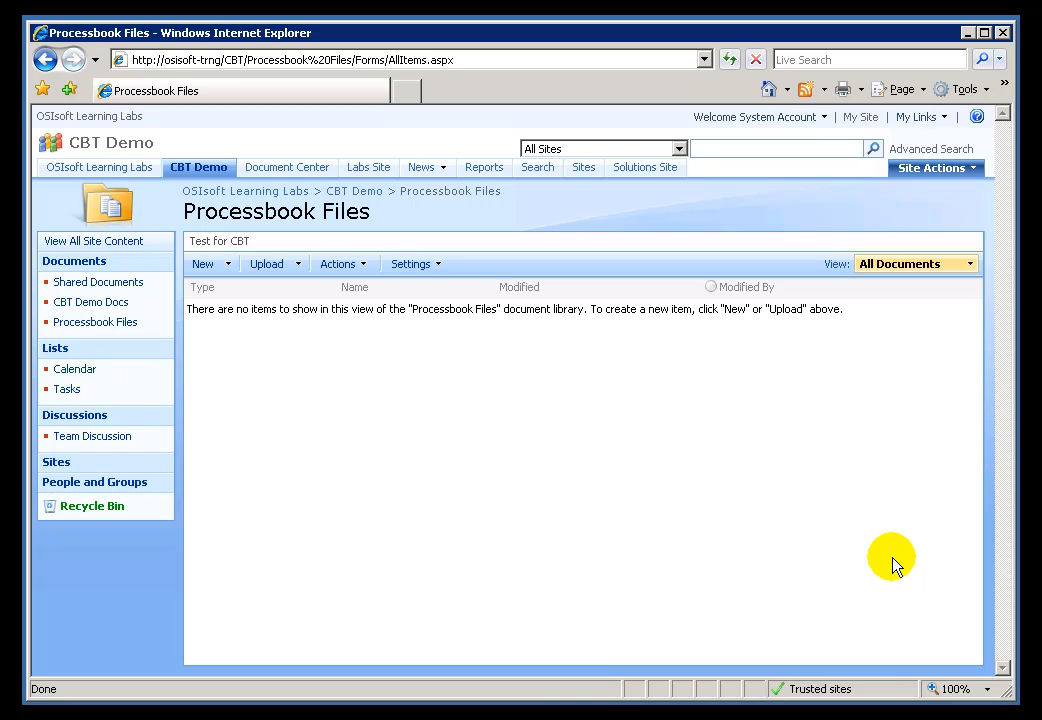 Processbook Files - Windows Internet Explorer
http://osisoft-trng/CBT/Processbook%20Files/Forms/AllItems.aspx
Live Search
Processbook Files
Page
Tools
OSIsoft Learning Labs
Welcome System Account
My Site
My Links
CBT Demo
All Sites
Advanced Search
OSIsoft Learning Labs CBT Demo Document Center Labs Site News Reports Search Sites Solutions Site
Site Actions
OSIsoft Learning Labs > CBT Demo > Processbook Files
Processbook Files
View All Site Content
Documents
Shared Documents
CBT Demo Docs
Processbook Files
Lists
Calendar
Tasks
Discussions
Team Discussion
Sites
People and Groups
Recycle Bin
Test for CBT
New Upload Actions Settings
View: All Documents
Type Name Modified Modified By
There are no items to show in this view of the "Processbook Files" document library. To create a new item, click "New" or "Upload" above.
Done
Trusted sites
100%